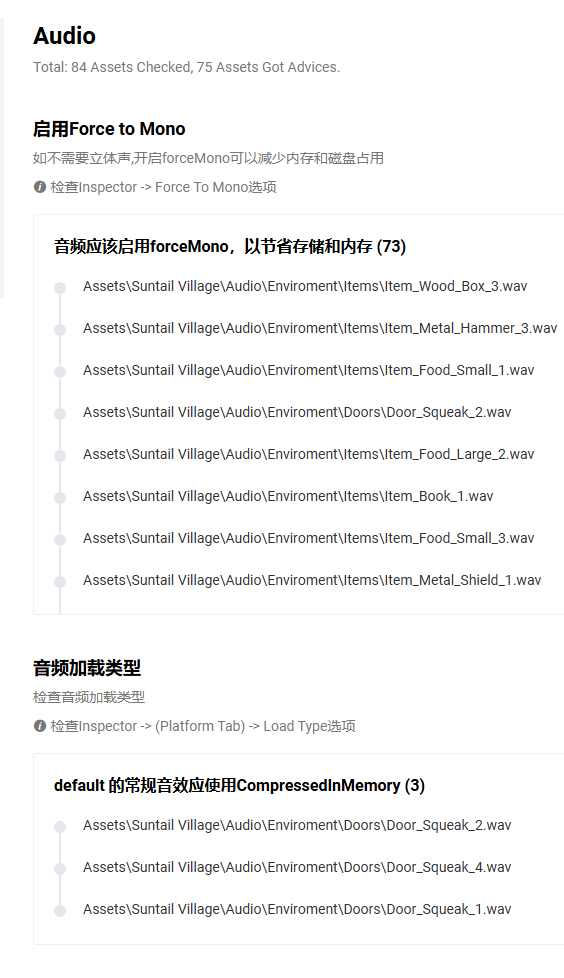 Audio
Total: 84 Assets Checked, 75 Assets Got Advices.
启用Force to Mono
如不需要立体声,开启forceMono可以减少内存和磁盘占用
检查Inspector -> Force To Mono选项
音频应该启用forceMono，以节省存储和内存 (73)
Assets\Suntail Village\Audio\Enviroment\Items\Item_Wood_Box_3.wav
Assets\Suntail Village\Audio\Enviroment\Items\Item_Metal_Hammer_3.wav
Assets\Suntail Village\Audio\Enviroment\Items\Item_Food_Small_1.wav
Assets\Suntail Village\Audio\Enviroment\Doors\Door_Squeak_2.wav
Assets\Suntail Village\Audio\Enviroment\Items\Item_Food_Large_2.wav
Assets\Suntail Village\Audio\Enviroment\Items\Item_Book_1.wav
Assets\Suntail Village\Audio\Enviroment\Items\Item_Food_Small_3.wav
Assets\Suntail Village\Audio\Enviroment\Items\Item_Metal_Shield_1.wav
音频加载类型
检查音频加载类型
检查Inspector -> (Platform Tab) -> Load Type选项
default 的常规音效应使用CompressedInMemory (3)
Assets\Suntail Village\Audio\Enviroment\Doors\Door_Squeak_2.wav
Assets\Suntail Village\Audio\Enviroment\Doors\Door_Squeak_4.wav
Assets\Suntail Village\Audio\Enviroment\Doors\Door_Squeak_1.wav